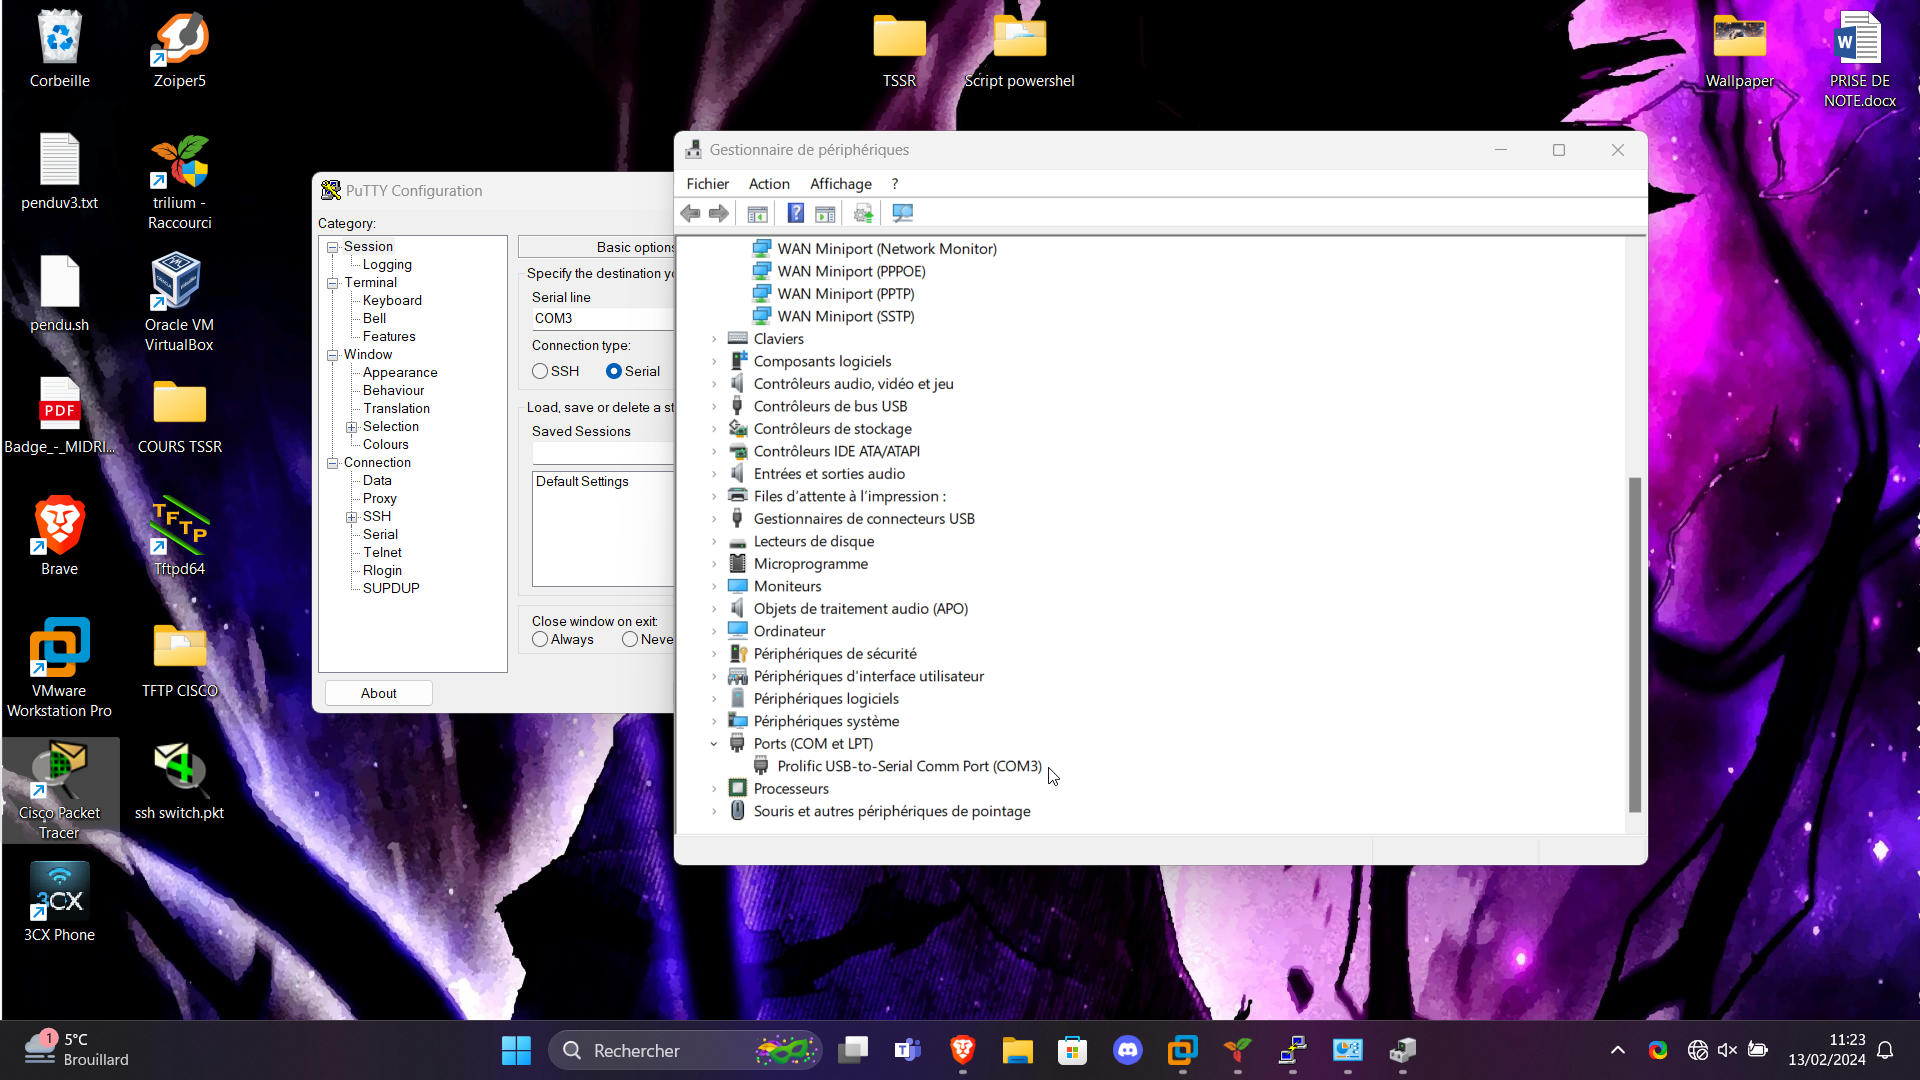 Corbeille
Zoiper5
TSSR
Script powershel
Wallpaper
PRISE DE
NOTE.docx
penduv3.txt
trilium -
Raccourci
pendu.sh
Oracle VM
VirtualBox
PDF
Badge_-_MIDRI...
COURS TSSR
Brave
TFTP
Tftpd64
VMware
Workstation Pro
TFTP CISCO
Cisco Packet
Tracer
ssh switch.pkt
3CX
3CX Phone
PuTTY Configuration
Category:
Session
Logging
Terminal
Keyboard
Bell
Features
Window
Appearance
Behaviour
Translation
Selection
Colours
Connection
Data
Proxy
SSH
Serial
Telnet
Rlogin
SUPDUP
Basic options
Specify the destination yo
Serial line
COM3
Connection type:
SSH Serial
Load, save or delete a st
Saved Sessions
Default Settings
Close window on exit:
Always Neve
About
Gestionnaire de périphériques
Fichier Action Affichage ?
WAN Miniport (Network Monitor)
WAN Miniport (PPPOE)
WAN Miniport (PPTP)
WAN Miniport (SSTP)
Claviers
Composants logiciels
Contrôleurs audio, vidéo et jeu
Contrôleurs de bus USB
Contrôleurs de stockage
Contrôleurs IDE ATA/ATAPI
Entrées et sorties audio
Files d'attente à l'impression :
Gestionnaires de connecteurs USB
Lecteurs de disque
Microprogramme
Moniteurs
Objets de traitement audio (APO)
Ordinateur
Périphériques de sécurité
Périphériques d'interface utilisateur
Périphériques logiciels
Périphériques système
Ports (COM et LPT)
Prolific USB-to-Serial Comm Port (COM3)
Processeurs
Souris et autres périphériques de pointage
1
5°C
Brouillard
Rechercher
11:23
13/02/2024